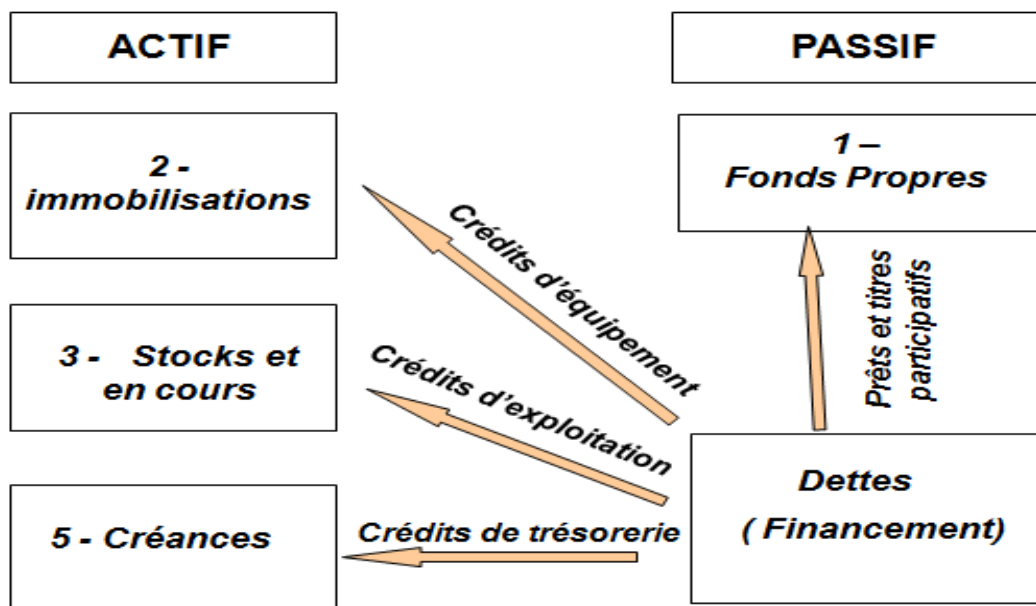 ACTIF
PASSIF
2 -
immobilisations
1 –
Fonds Propres
Crédits d'équipement
Prêts et titres
participatifs
3 - Stocks et
en cours
Crédits d'exploitation
Dettes
( Financement)
5 - Créances
Crédits de trésorerie